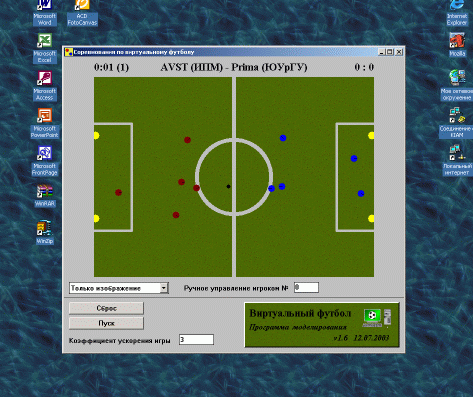 Microsoft Word
ACD FotoCanvas
Microsoft Excel
Microsoft Access
Microsoft PowerPoint
Microsoft FrontPage
WinRAR
WinZip
Соревнования по виртуальному футболу
0:01 (1) AVST (ИПМ) - Prima (ЮУрГУ) 0 : 0
Только изображение Ручное управление игроком № 0
Сброс
Пуск
Коэффициент ускорения игры 3
Виртуальный футбол
Программа моделирования
v1.6 12.07.2003
Internet Explorer
Mozilla
Мое сетевое окружение
Соединение с KIAM
Локальный интернет